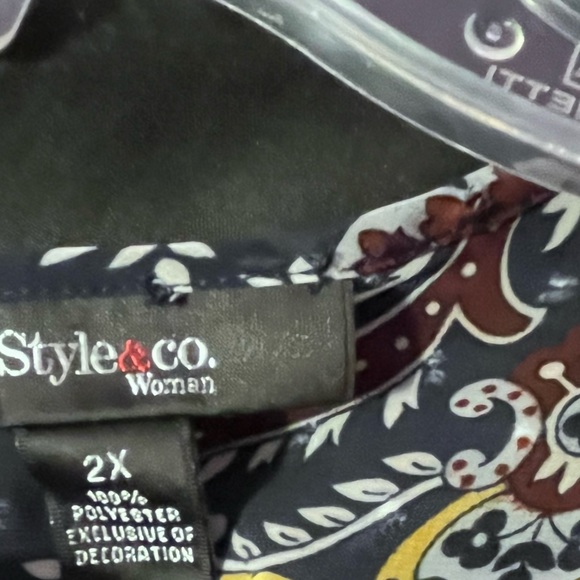 Style&co.
Woman
2X
100%
POLYESTER
EXCLUSIVE OF
DECORATION